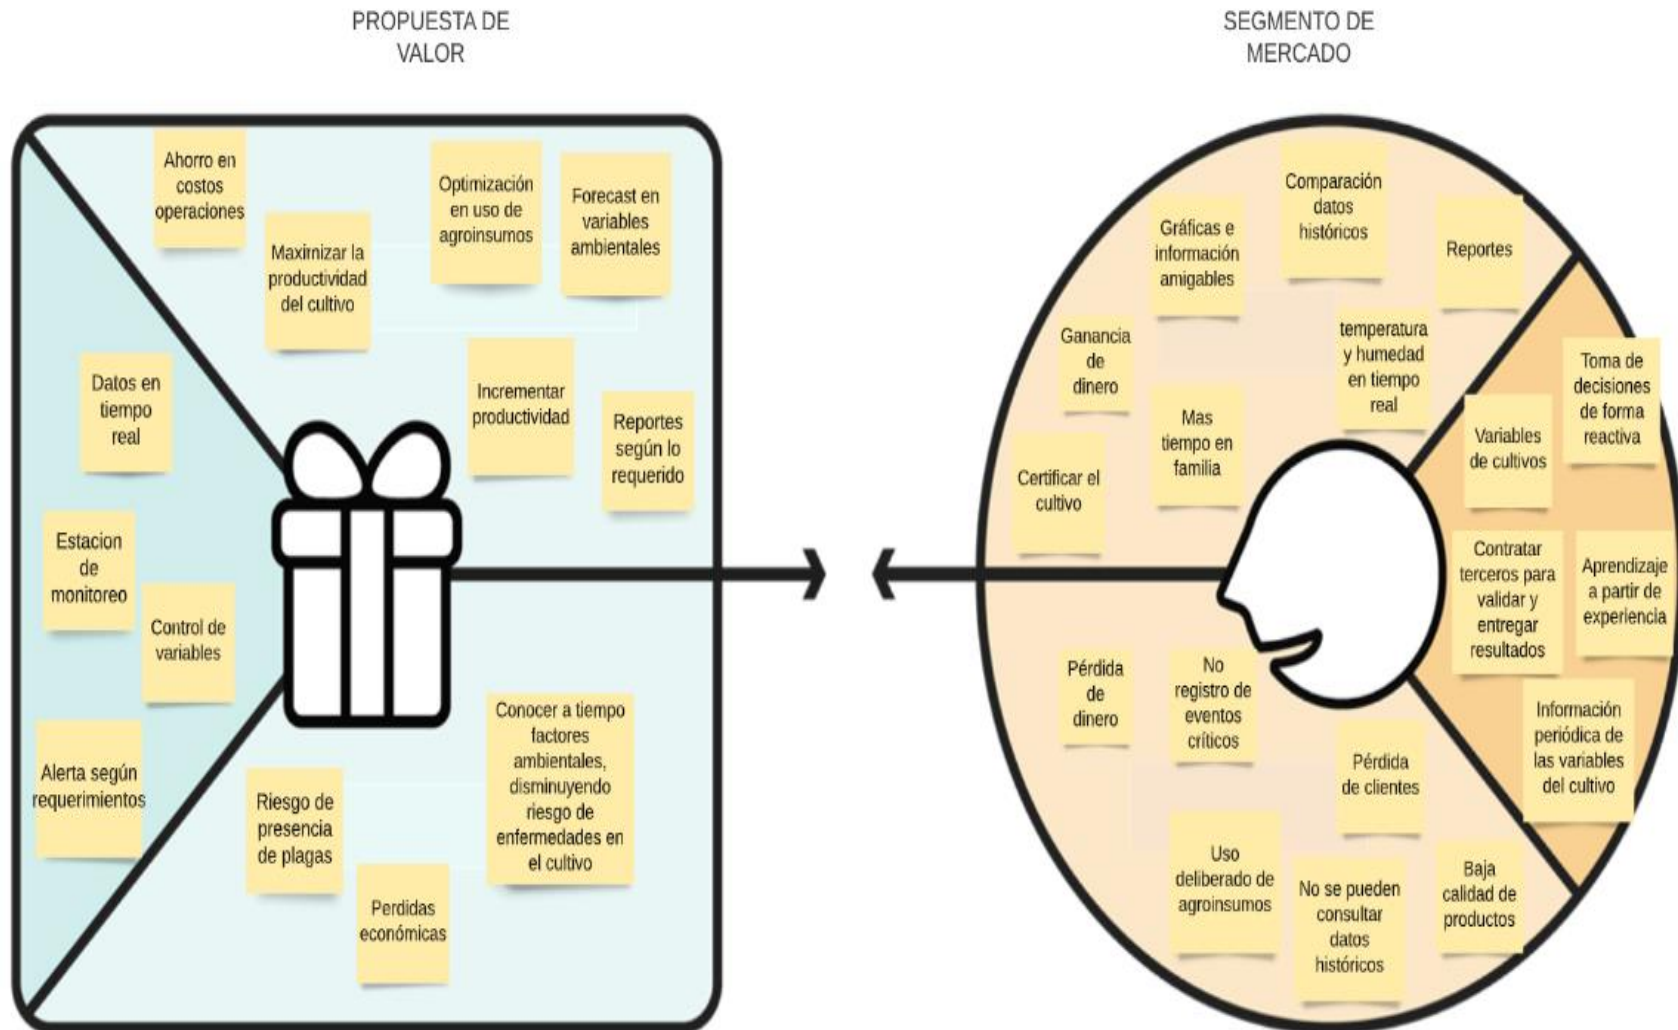 PROPUESTA DE
VALOR
SEGMENTO DE
MERCADO
Ahorro en
costos
operaciones
Maximizar la
productividad
del cultivo
Optimización
en uso de
agroinsumos
Forecast en
variables
ambientales
Datos en
tiempo
real
Incrementar
productividad
Reportes
según lo
requerido
Estacion
de
monitoreo
Control de
variables
Alerta según
requerimientos
Riesgo de
presencia
de plagas
Perdidas
económicas
Conocer a tiempo
factores
ambientales,
disminuyendo
riesgo de
enfermedades en
el cultivo
Comparación
datos
históricos
Gráficas e
información
amigables
Reportes
Ganancia
de
dinero
temperatura
y humedad
en tiempo
real
Mas
tiempo en
familia
Certificar el
cultivo
Toma de
decisiones
de forma
reactiva
Variables
de cultivos
Contratar
terceros para
validar y
entregar
resultados
Aprendizaje
a partir de
experiencia
Información
periódica de
las variables
del cultivo
Pérdida
de
dinero
No
registro de
eventos
críticos
Pérdida
de clientes
Uso
deliberado de
agroinsumos
No se pueden
consultar
datos
históricos
Baja
calidad de
productos